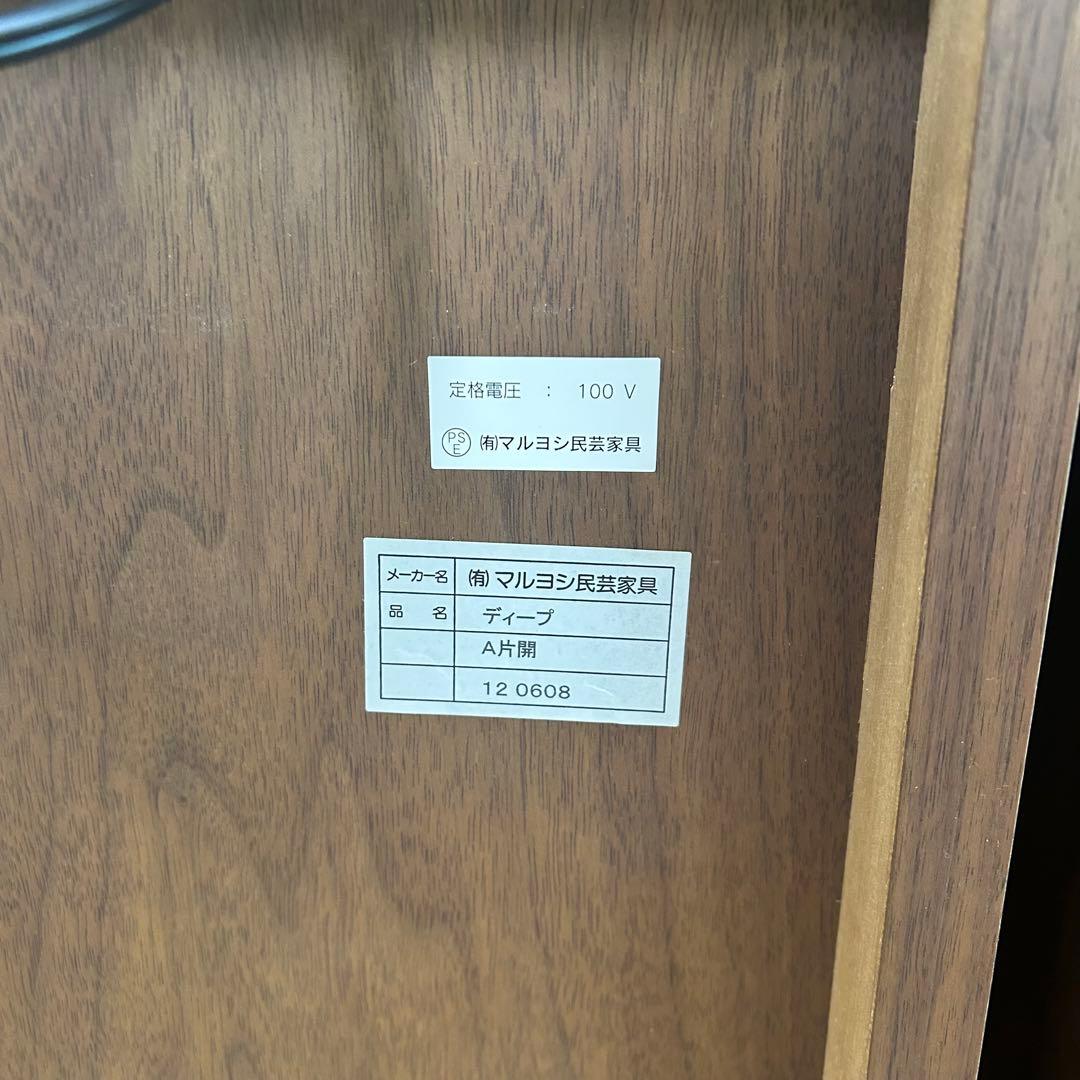 定格電圧 : 100 V
PSE ㈲マルヨシ民芸家具
メーカー名 ㈲マルヨシ民芸家具
品名 ディープ
A片開
12 0608